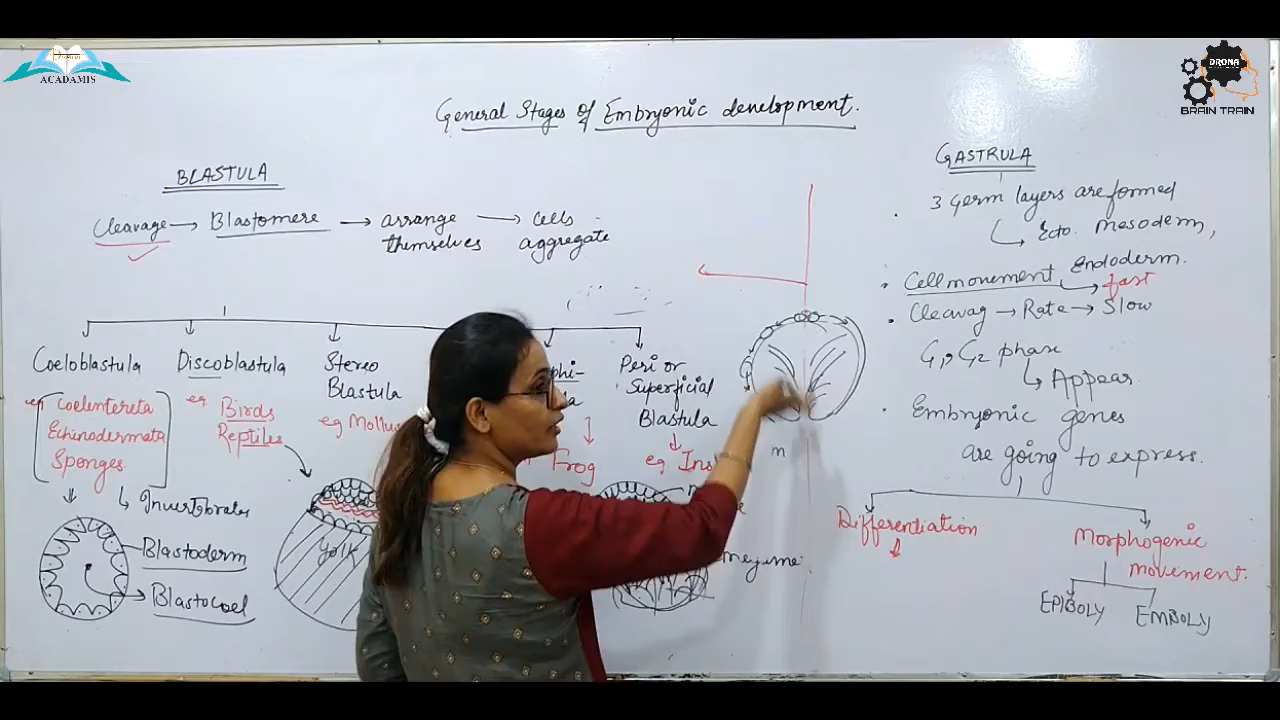 ACADAMIS
DRONA
BRAIN TRAIN
General Stages of Embryonic development.
BLASTULA
Cleavage → Blastomere → arrange themselves → Cells aggregate
Coeloblastula
eg Coelentereta
Echinodermata
Sponges
Invertebrates
Blastoderm
Blastocoel
Discoblastula
eg Birds
Reptiles
Yolk
Stereo
Blastula
eg Mollus
phi-
Frog
Peri or
Superficial
Blastula
eg Ins
m
GASTRULA
3 Germ layers are formed
Ecto. Mesoderm,
Endoderm.
Cell movement → fast
Cleavag → Rate → Slow
G1, G2 phase
Appear
Embryonic genes
are going to express.
Differentiation
Morphogenic
movement.
EPIBOLY
EMBOLY